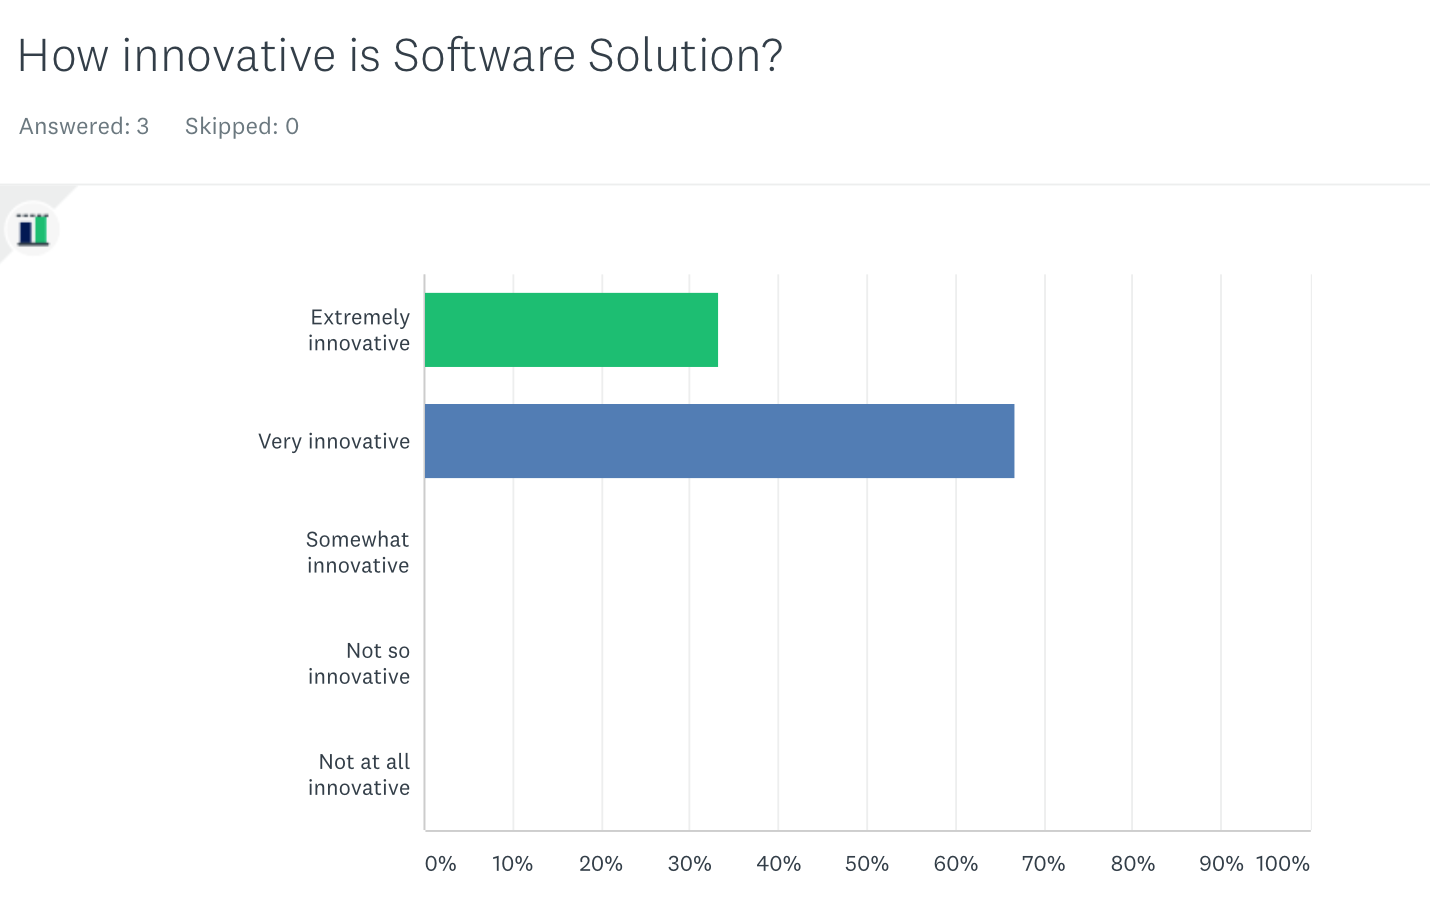 How innovative is Software Solution?
Answered: 3 Skipped: 0
Extremely
innovative
Very innovative
Somewhat
innovative
Not so
innovative
Not at all
innovative
0% 10% 20% 30% 40% 50% 60% 70% 80% 90% 100%